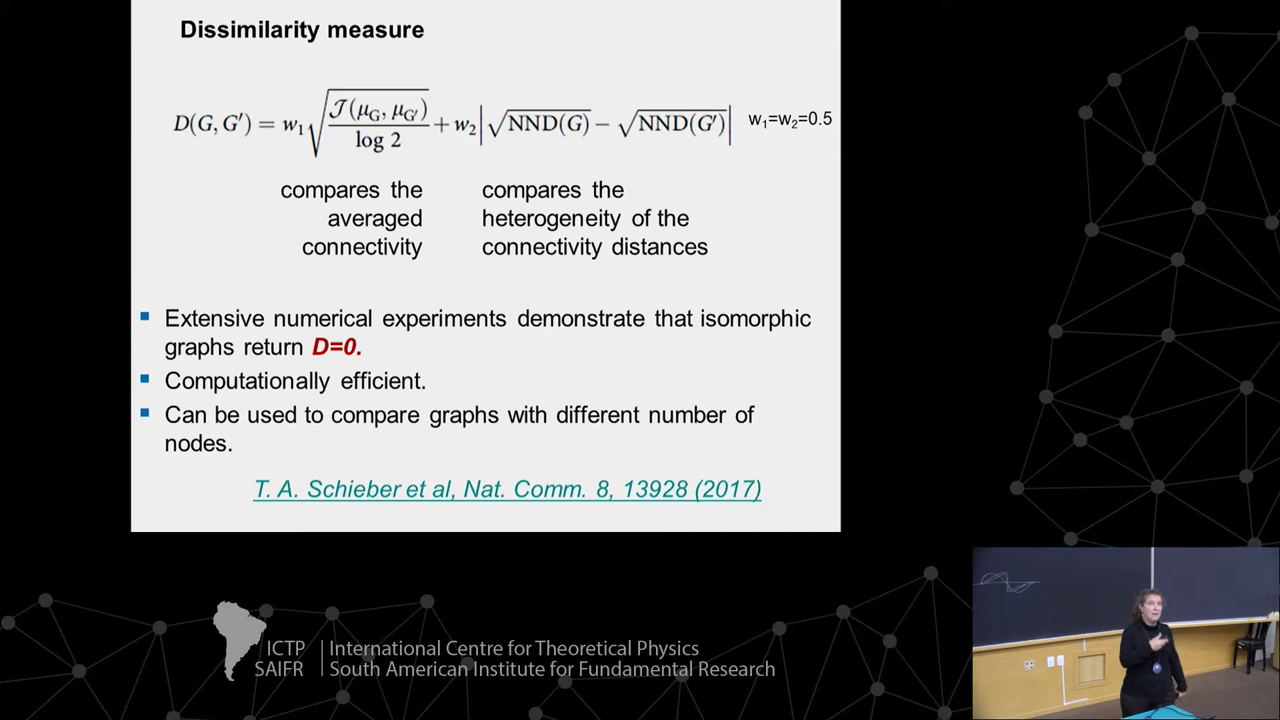 Dissimilarity measure
D(G, G′) = w₁√(𝒥(μ_G, μ_G′) / log 2) + w₂|√NND(G) − √NND(G′)| w₁=w₂=0.5
compares the
averaged
connectivity
compares the
heterogeneity of the
connectivity distances
▪ Extensive numerical experiments demonstrate that isomorphic
graphs return D=0.
▪ Computationally efficient.
▪ Can be used to compare graphs with different number of
nodes.
T. A. Schieber et al, Nat. Comm. 8, 13928 (2017)
ICTP
SAIFR
International Centre for Theoretical Physics
South American Institute for Fundamental Research